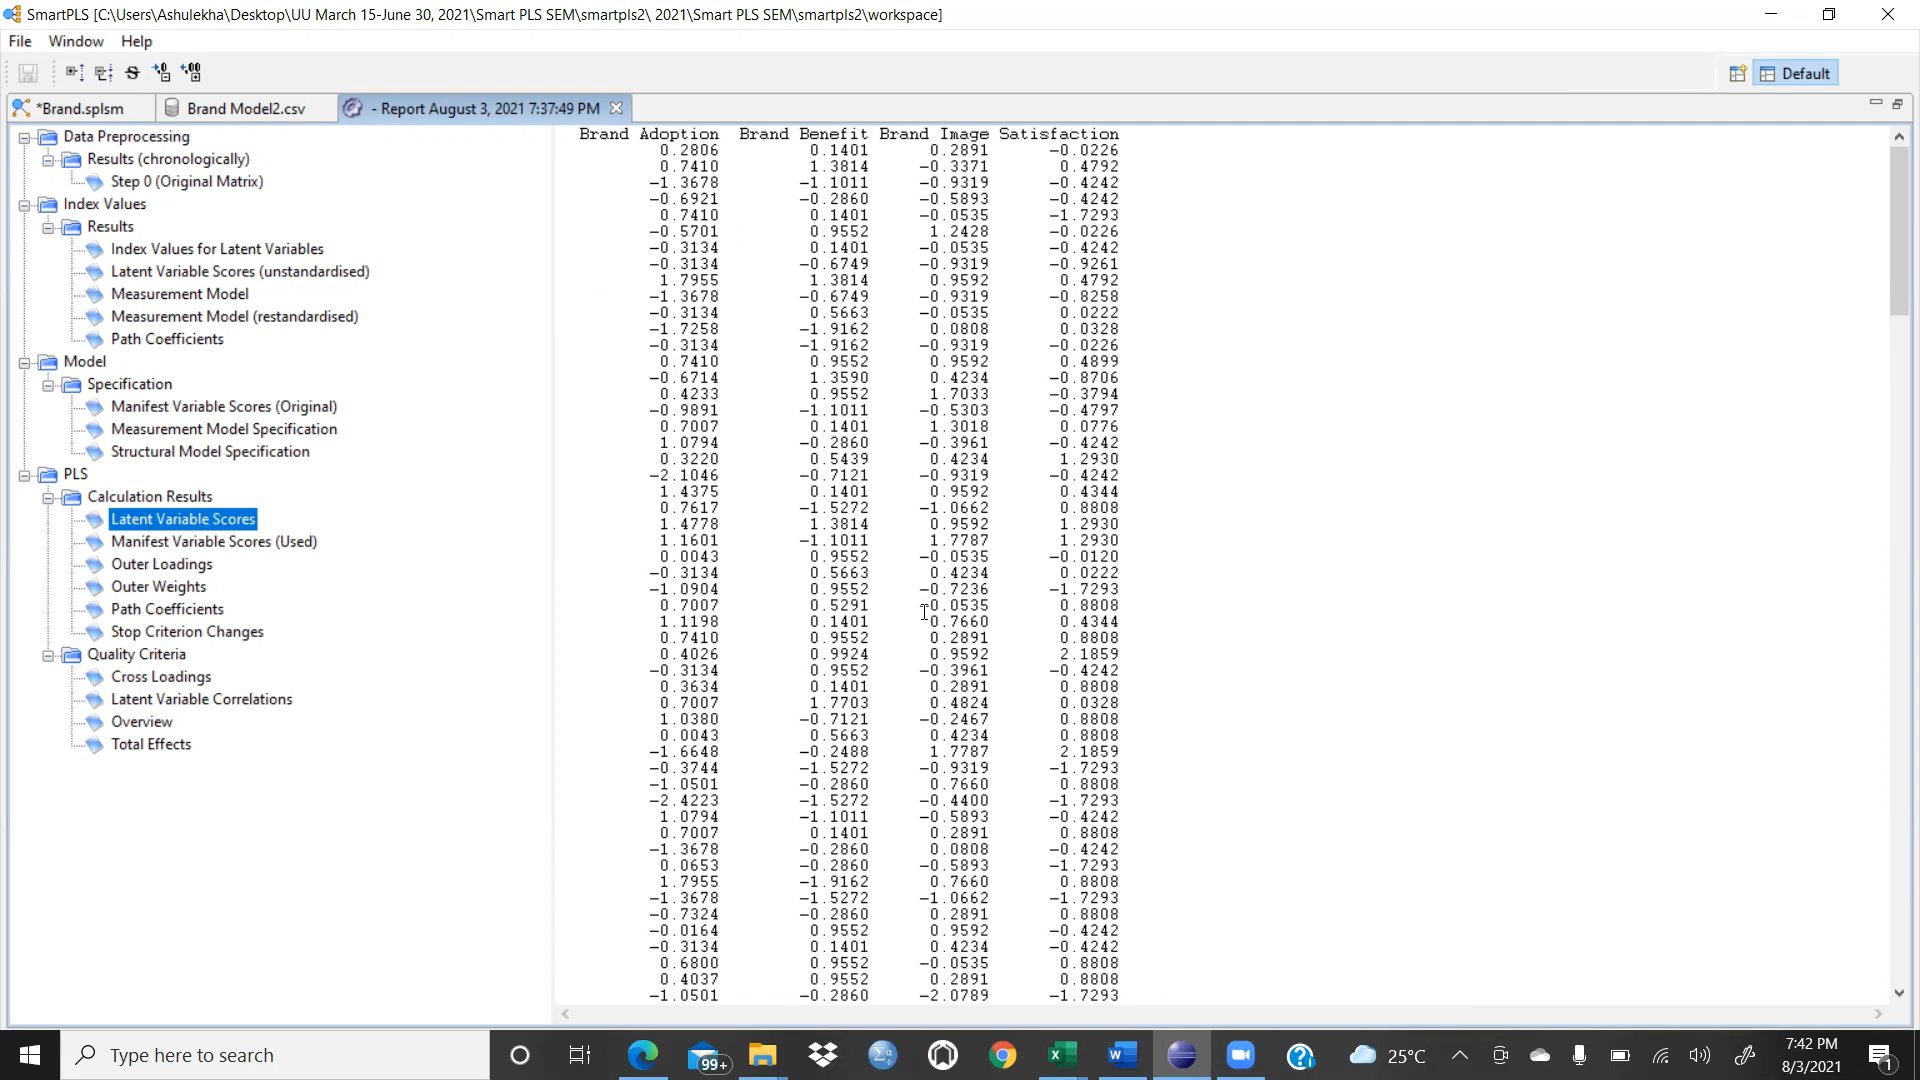 SmartPLS [C:\Users\Ashulekha\Desktop\UU March 15-June 30, 2021\Smart PLS SEM\smartpls2\ 2021\Smart PLS SEM\smartpls2\workspace]
File Window Help
Default
*Brand.splsm Brand Model2.csv - Report August 3, 2021 7:37:49 PM
Data Preprocessing
Results (chronologically)
Step 0 (Original Matrix)
Index Values
Results
Index Values for Latent Variables
Latent Variable Scores (unstandardised)
Measurement Model
Measurement Model (restandardised)
Path Coefficients
Model
Specification
Manifest Variable Scores (Original)
Measurement Model Specification
Structural Model Specification
PLS
Calculation Results
Latent Variable Scores
Manifest Variable Scores (Used)
Outer Loadings
Outer Weights
Path Coefficients
Stop Criterion Changes
Quality Criteria
Cross Loadings
Latent Variable Correlations
Overview
Total Effects
Brand Adoption Brand Benefit Brand Image Satisfaction
0.2806 0.1401 0.2891 -0.0226
0.7410 1.3814 -0.3371 0.4792
-1.3678 -1.1011 -0.9319 -0.4242
-0.6921 -0.2860 -0.5893 -0.4242
0.7410 0.1401 -0.0535 -1.7293
-0.5701 0.9552 1.2428 -0.0226
-0.3134 0.1401 -0.0535 -0.4242
-0.3134 -0.6749 -0.9319 -0.9261
1.7955 1.3814 0.9592 0.4792
-1.3678 -0.6749 -0.9319 -0.8258
-0.3134 0.5663 -0.0535 0.0222
-1.7258 -1.9162 0.0808 0.0328
-0.3134 -1.9162 -0.9319 -0.0226
0.7410 0.9552 0.9592 0.4899
-0.6714 1.3590 0.4234 -0.8706
0.4233 0.9552 1.7033 -0.3794
-0.9891 -1.1011 -0.5303 -0.4797
0.7007 0.1401 1.3018 0.0776
1.0794 -0.2860 -0.3961 -0.4242
0.3220 0.5439 0.4234 1.2930
-2.1046 -0.7121 -0.9319 -0.4242
1.4375 0.1401 0.9592 0.4344
0.7617 -1.5272 -1.0662 0.8808
1.4778 1.3814 0.9592 1.2930
1.1601 -1.1011 1.7787 1.2930
0.0043 0.9552 -0.0535 -0.0120
-0.3134 0.5663 0.4234 0.0222
-1.0904 0.9552 -0.7236 -1.7293
0.7007 0.5291 -0.0535 0.8808
1.1198 0.1401 0.7660 0.4344
0.7410 0.9552 0.2891 0.8808
0.4026 0.9924 0.9592 2.1859
-0.3134 0.9552 -0.3961 -0.4242
0.3634 0.1401 0.2891 0.8808
0.7007 1.7703 0.4824 0.0328
1.0380 -0.7121 -0.2467 0.8808
0.0043 0.5663 0.4234 0.8808
-1.6648 -0.2488 1.7787 2.1859
-0.3744 -1.5272 -0.9319 -1.7293
-1.0501 -0.2860 0.7660 0.8808
-2.4223 -1.5272 -0.4400 -1.7293
1.0794 -1.1011 -0.5893 -0.4242
0.7007 0.1401 0.2891 0.8808
-1.3678 -0.2860 0.0808 -0.4242
0.0653 -0.2860 -0.5893 -1.7293
1.7955 -1.9162 0.7660 0.8808
-1.3678 -1.5272 -1.0662 -1.7293
-0.7324 -0.2860 0.2891 0.8808
-0.0164 0.9552 0.9592 -0.4242
-0.3134 0.1401 0.4234 -0.4242
0.6800 0.9552 -0.0535 0.8808
0.4037 0.9552 0.2891 0.8808
-1.0501 -0.2860 -2.0789 -1.7293
Type here to search
99+
25°C
7:42 PM
8/3/2021
1